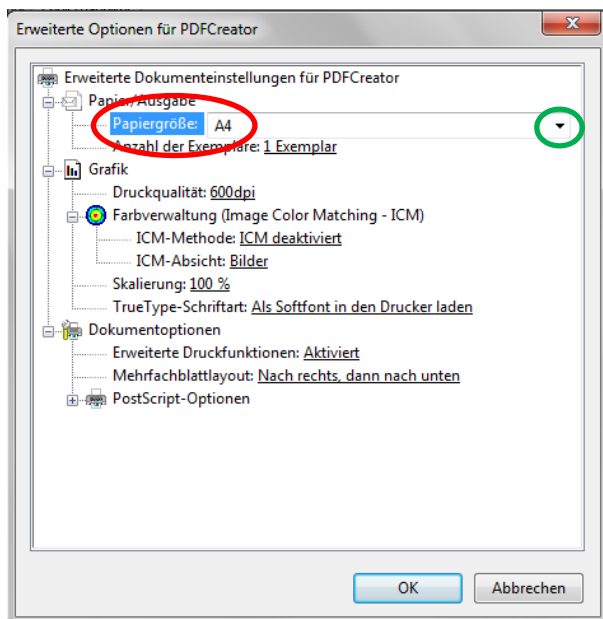 Erweiterte Optionen für PDFCreator
Erweiterte Dokumenteinstellungen für PDFCreator
Papier/Ausgabe
Papiergröße: A4
Anzahl der Exemplare: 1 Exemplar
Grafik
Druckqualität: 600dpi
Farbverwaltung (Image Color Matching - ICM)
ICM-Methode: ICM deaktiviert
ICM-Absicht: Bilder
Skalierung: 100 %
TrueType-Schriftart: Als Softfont in den Drucker laden
Dokumentoptionen
Erweiterte Druckfunktionen: Aktiviert
Mehrfachblattlayout: Nach rechts, dann nach unten
PostScript-Optionen
OK Abbrechen